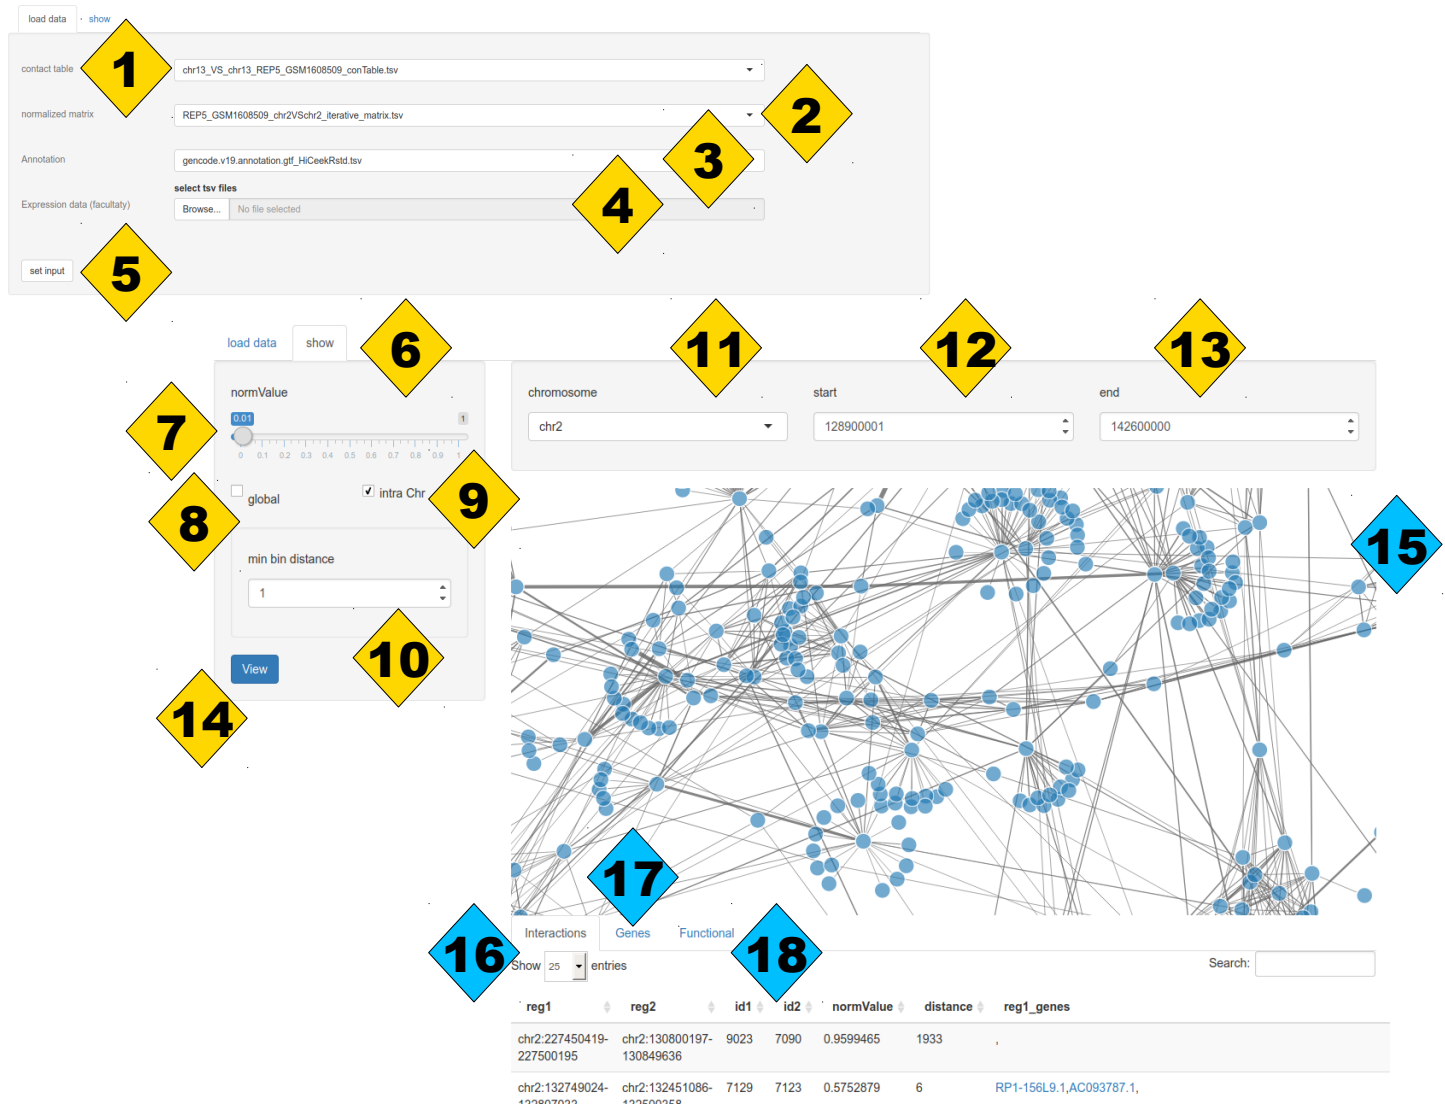 load data show
contact table 1 chr13_VS_chr13_REP5_GSM1608509_conTable.tsv
normalized matrix REP5_GSM1608509_chr2VSchr2_iterative_matrix.tsv 2
Annotation gencode.v19.annotation.gtf_HiCeekRstd.tsv 3
select tsv files
Expression data (facultaty) Browse... No file selected 4
set input 5
load data show 6 11 12 13
normValue chromosome start end
7 0.01 1
chr2 128900001 142600000
0 0.1 0.2 0.3 0.4 0.5 0.6 0.7 0.8 0.9 1
8 global intra Chr 9
15
min bin distance
1
10
View
14
17
16 Interactions Genes Functional 18
Show 25 entries Search:
reg1 reg2 id1 id2 normValue distance reg1_genes
chr2:227450419- chr2:130800197- 9023 7090 0.9599465 1933 ,
227500195 130849636
chr2:132749024- chr2:132451086- 7129 7123 0.5752879 6 RP1-156L9.1,AC093787.1,
132807033 132500358